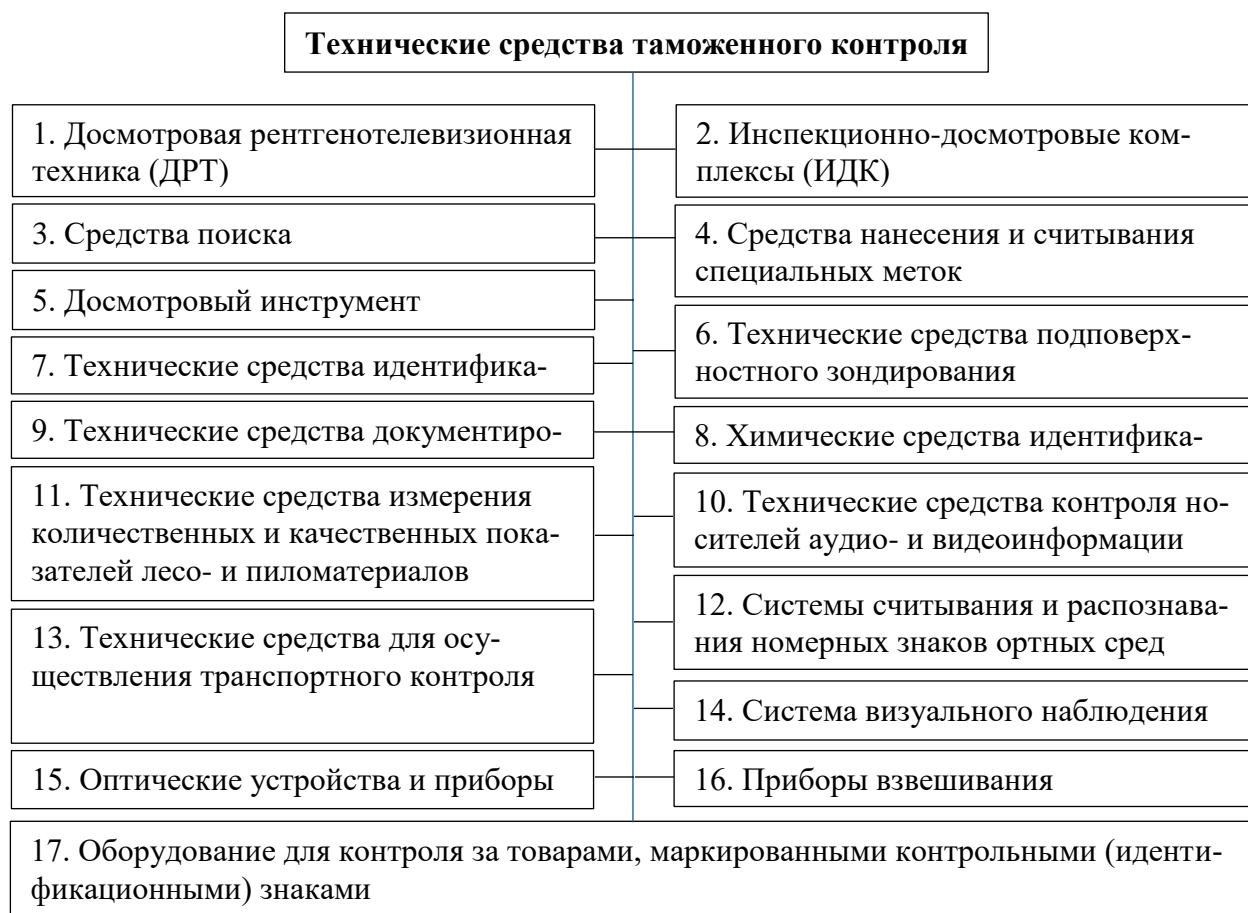 Технические средства таможенного контроля
1. Досмотровая рентгенотелевизионная
техника (ДРТ)
2. Инспекционно-досмотровые ком-
плексы (ИДК)
3. Средства поиска
4. Средства нанесения и считывания
специальных меток
5. Досмотровый инструмент
6. Технические средства подповерх-
ностного зондирования
7. Технические средства идентифика-
8. Химические средства идентифика-
9. Технические средства документиро-
10. Технические средства контроля но-
сителей аудио- и видеоинформации
11. Технические средства измерения
количественных и качественных пока-
зателей лесо- и пиломатериалов
12. Системы считывания и распознава-
вания номерных знаков ортных сред
13. Технические средства для осу-
ществления транспортного контроля
14. Система визуального наблюдения
15. Оптические устройства и приборы
16. Приборы взвешивания
17. Оборудование для контроля за товарами, маркированными контрольными (иденти-
фикационными) знаками